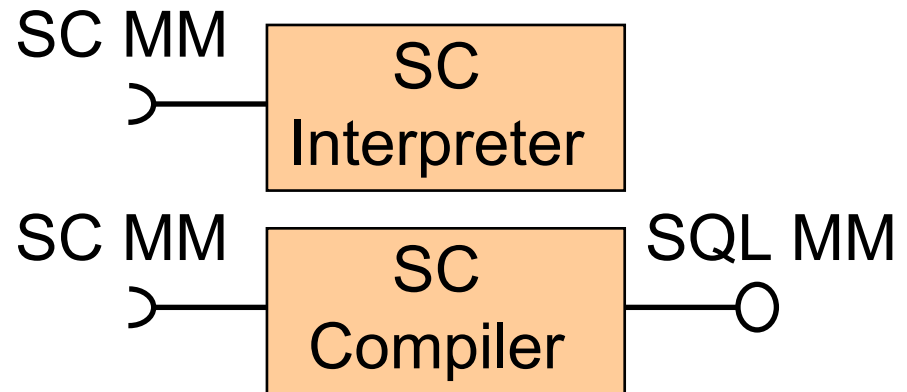 SC MM
SC
Interpreter
SC MM
SC
Compiler
SQL MM